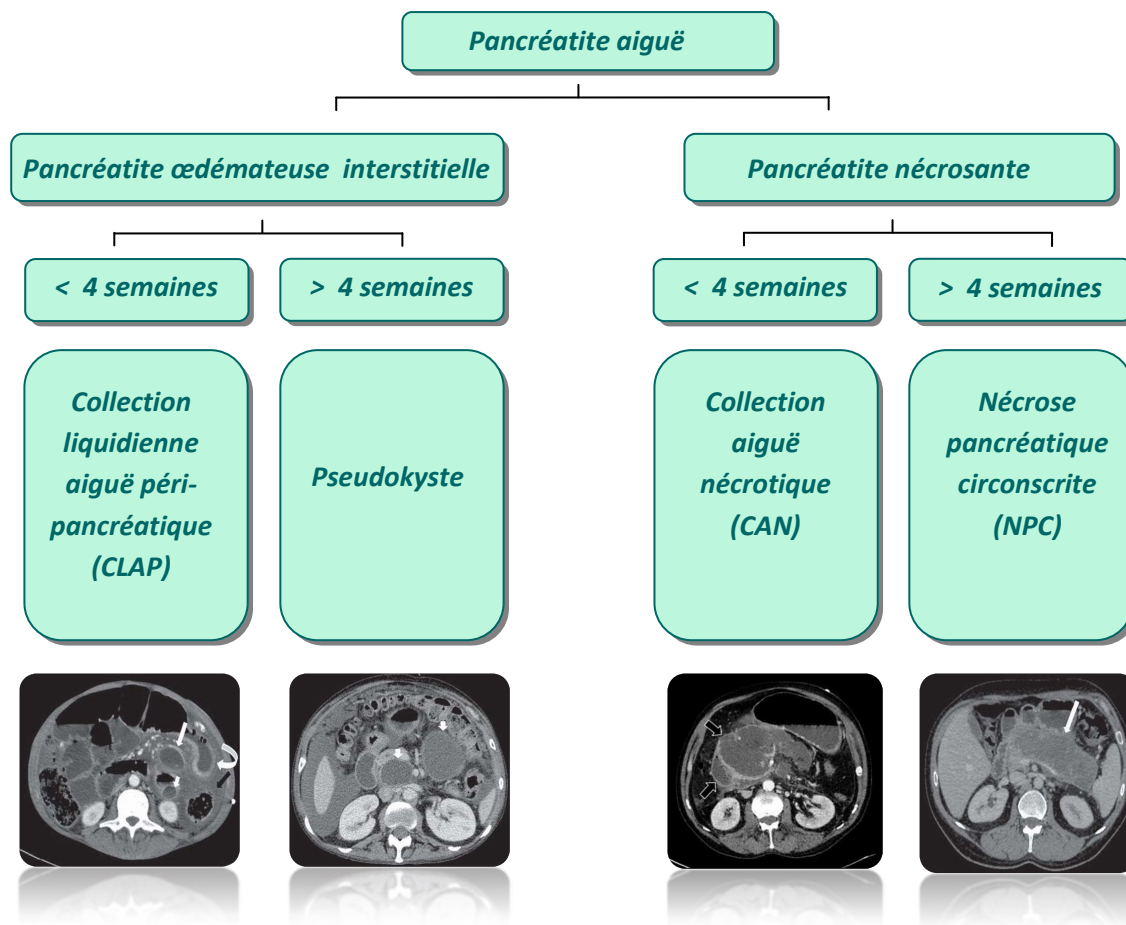 Pancréatite aiguë
Pancréatite œdémateuse interstitielle
Pancréatite nécrosante
< 4 semaines
> 4 semaines
< 4 semaines
> 4 semaines
Collection
liquidienne
aiguë péri-
pancréatique
(CLAP)
Pseudokyste
Collection
aiguë
nécrotique
(CAN)
Nécrose
pancréatique
circonscrite
(NPC)